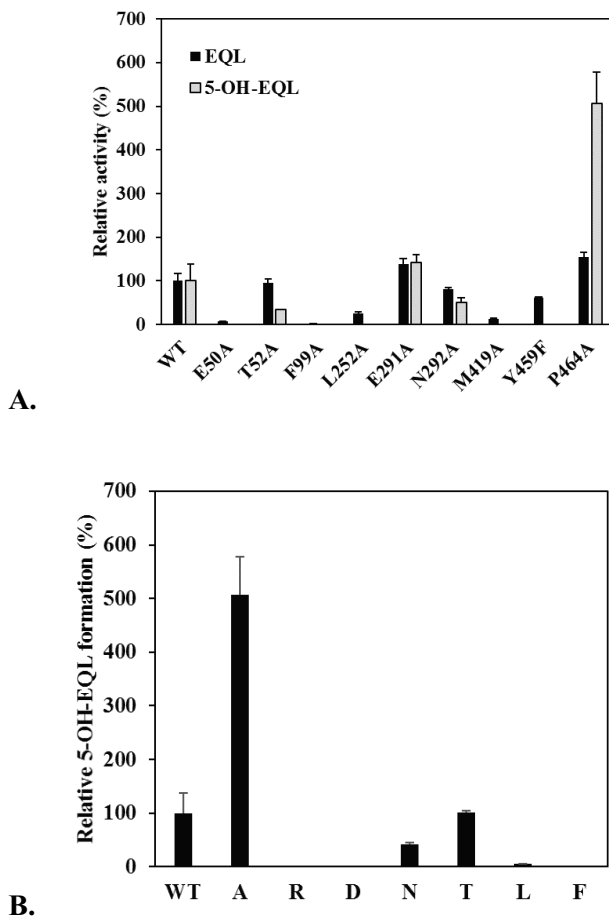 700
600
500
400
300
200
100
0
Relative activity (%)
EQL
5-OH-EQL
WT
E50A
T52A
F99A
L252A
E291A
N292A
M419A
Y459F
P464A
A.
700
600
500
400
300
200
100
0
Relative 5-OH-EQL formation (%)
WT A R D N T L F
B.